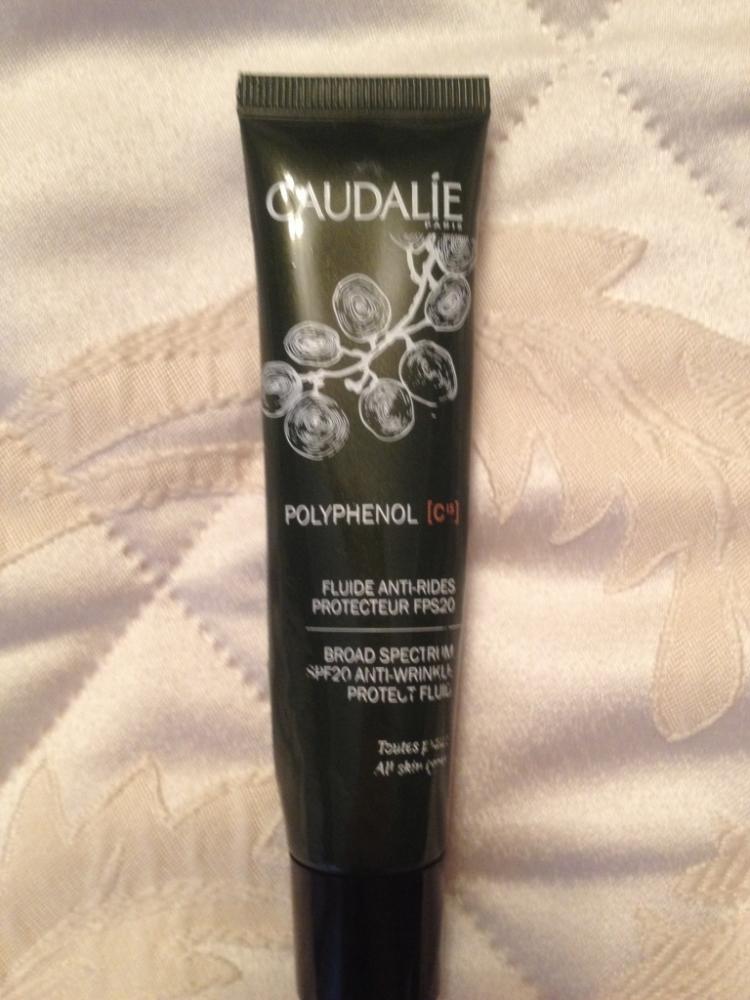 CAUDALÍE
PARIS
POLYPHENOL [C15]
FLUIDE ANTI-RIDES
PROTECTEUR FPS20
BROAD SPECTRUM
SPF20 ANTI-WRINKLE
PROTECT FLUID
Toutes
All skin